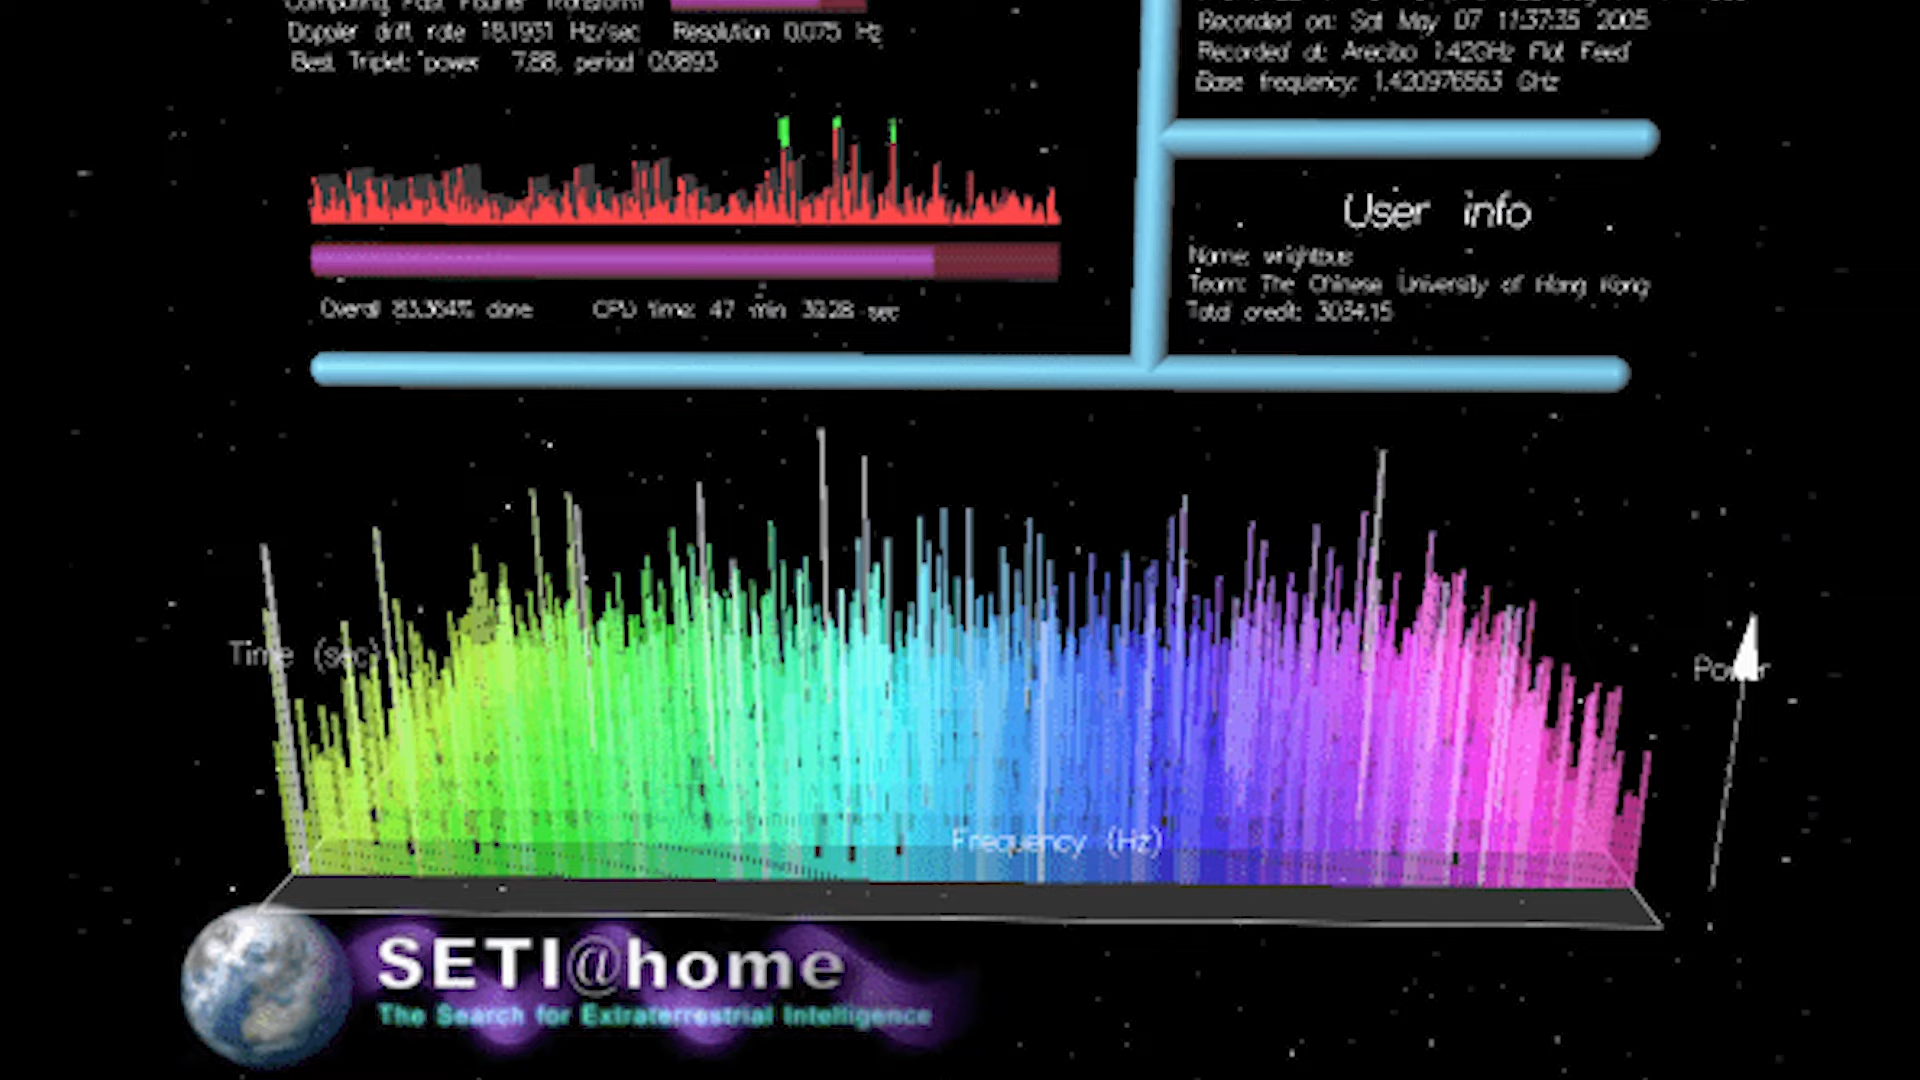 Computing Fast Fourier Transform
Doppler drift rate 18.1931 Hz/sec Resolution 0.075 Hz
Best Triplet: power 7.88, period 0.0893
Overall 83.364% done CPU time: 47 min 39.28 sec
Recorded on: Sat May 07 11:37:35 2005
Recorded at: Arecibo 1.42GHz Flat Feed
Base frequency: 1.420976563 GHz
User info
Name: wrightbus
Team: The Chinese University of Hong Kong
Total credit: 3034.15
Time (sec)
Power
Frequency (Hz)
SETI@home
The Search for Extraterrestrial Intelligence